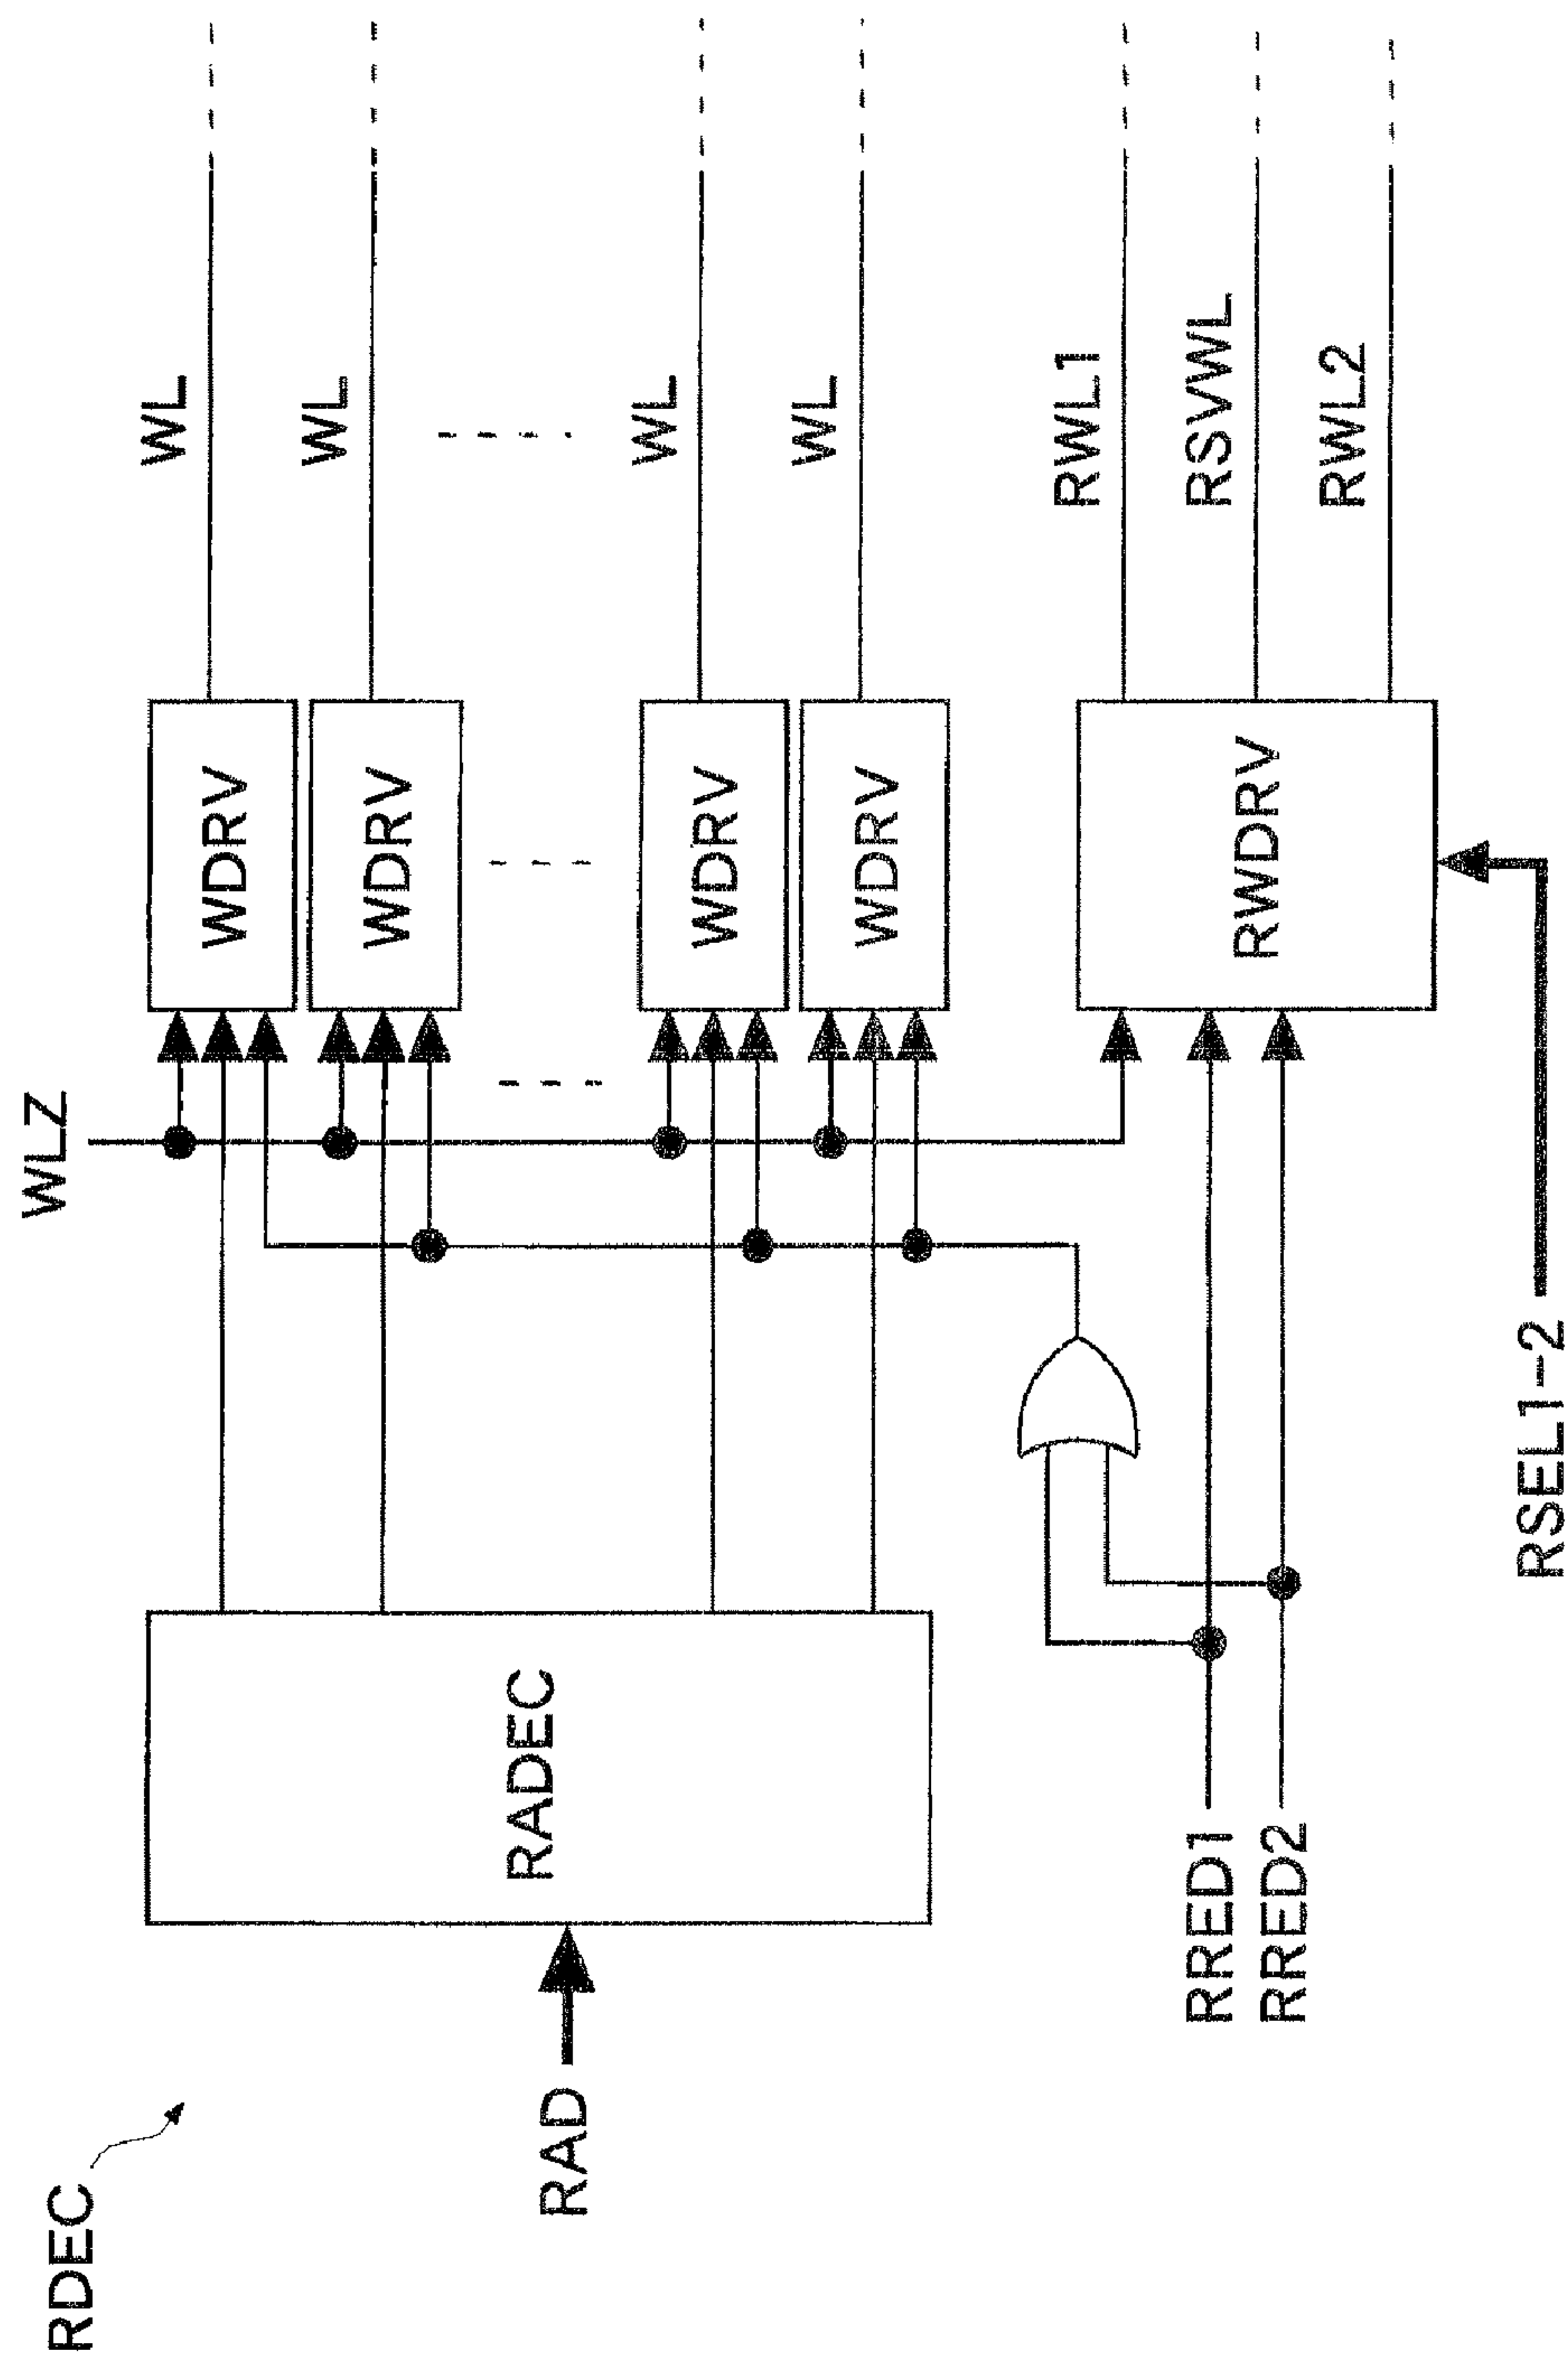 RDEC
WLZ
WDRV
WL
WDRV
WL
WDRV
WL
WDRV
WL
RAD
RADEC
RWL1
RRED1
RRED2
RWDRV
RSVWL
RWL2
RSEL1-2